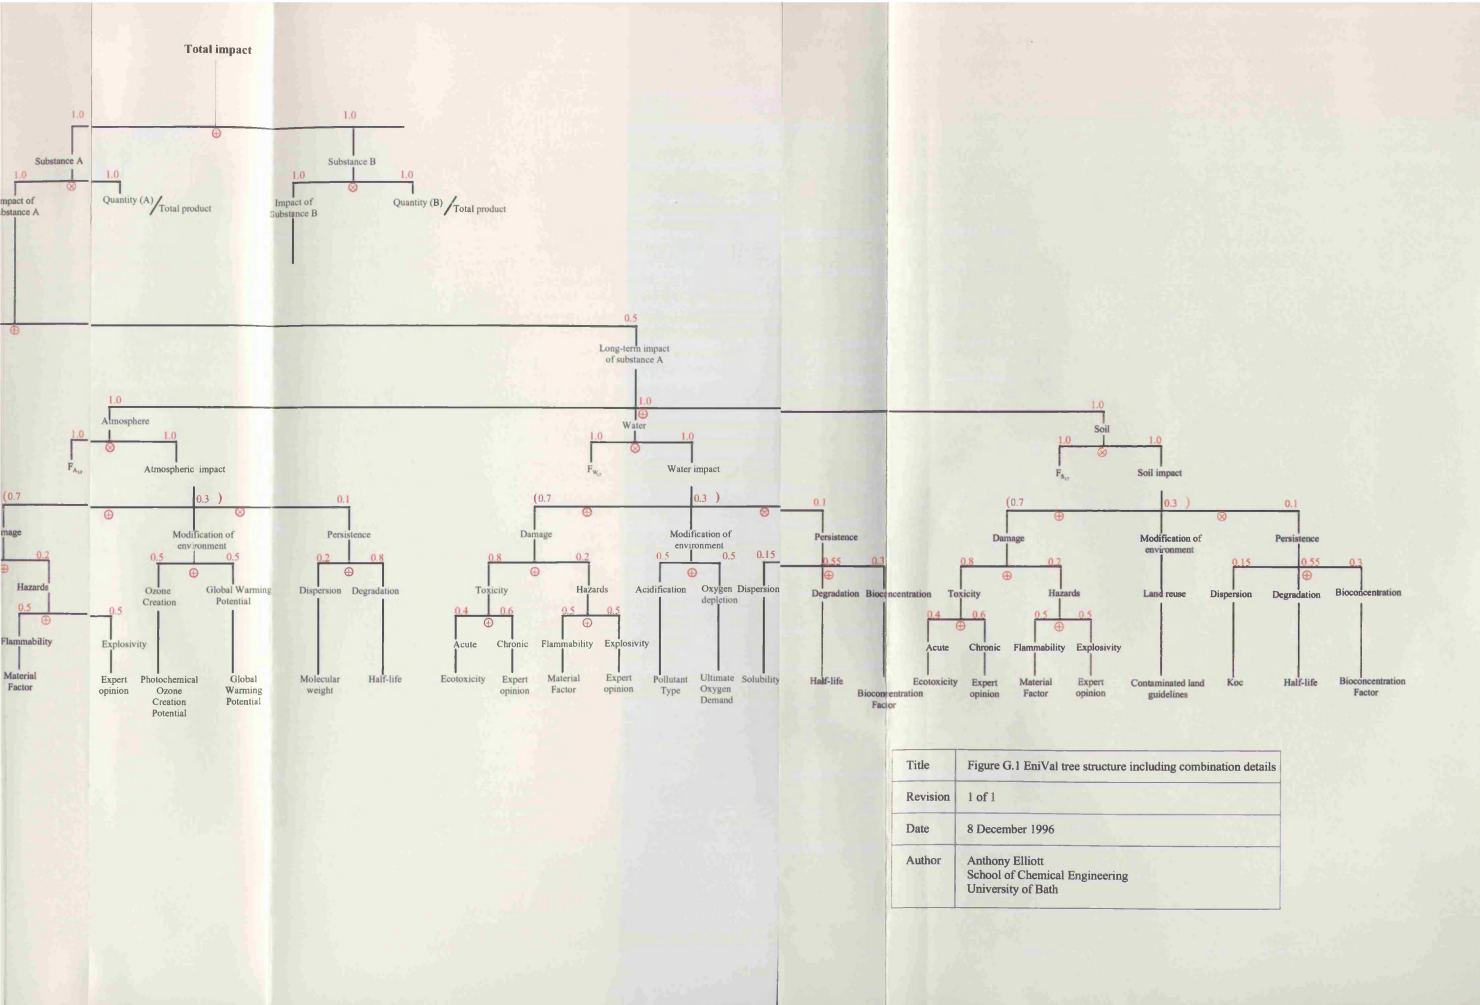 Total impact
1.0 1.0
⊕
Substance A Substance B
1.0 1.0 1.0 1.0
⊗ ⊗
mpact of Quantity (A) / Total product Impact of Quantity (B) / Total product
bstance A Substance B
0.5
⊕
Long-term impact
of substance A
1.0 1.0 1.0
⊕
Atmosphere Water Soil
1.0 1.0 1.0 1.0 1.0 1.0
⊗ ⊗ ⊗
Atmospheric impact Water impact Soil impact
(0.7 0.3 ) 0.1 (0.7 0.3 ) 0.1 (0.7 0.3 ) 0.1
⊕ ⊗ ⊕ ⊗ ⊕ ⊗
mage Modification of Persistence Damage Modification of Persistence Damage Modification of Persistence
environment environment environment
0.2 0.5 0.5 0.2 0.8 0.8 0.2 0.5 0.5 0.15 0.55 0.3 0.8 0.2 0.15 0.55 0.3
⊕ ⊕ ⊕ ⊕ ⊕ ⊕ ⊕ ⊕
Hazards Ozone Global Warming Dispersion Degradation Toxicity Hazards Acidification Oxygen Dispersion Degradation Bioconcentration Toxicity Hazards Land reuse Dispersion Degradation Bioconcentration
Creation Potential depletion
0.5 0.5 0.4 0.6 0.5 0.5 0.4 0.6 0.5 0.5
⊕ ⊕ ⊕ ⊕ ⊕
Flammability Explosivity Acute Chronic Flammability Explosivity Acute Chronic Flammability Explosivity
Material Expert Photochemical Global Molecular Half-life Ecotoxicity Expert Material Expert Pollutant Ultimate Solubility Half-life Bioconcentration Ecotoxicity Expert Material Expert Contaminated land Koc Half-life Bioconcentration
Factor opinion Ozone Warming weight opinion Factor opinion Type Oxygen Factor opinion Factor opinion guidelines Factor
Creation Potential Demand
Potential
Title Figure G.1 EniVal tree structure including combination details
Revision 1 of 1
Date 8 December 1996
Author Anthony Elliott
School of Chemical Engineering
University of Bath